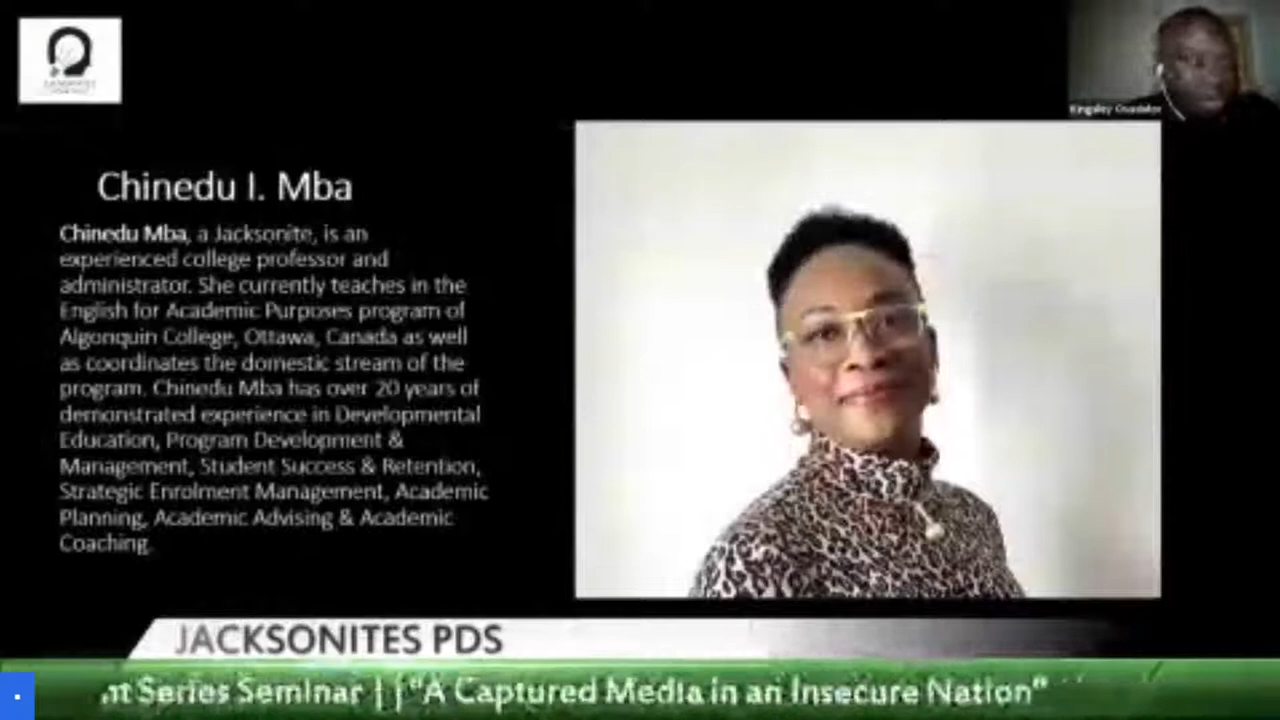 Chinedu I. Mba
Chinedu Mba, a Jacksonite, is an
experienced college professor and
administrator. She currently teaches in the
English for Academic Purposes program of
Algonquin College, Ottawa, Canada as well
as coordinates the domestic stream of the
program. Chinedu Mba has over 20 years of
demonstrated experience in Developmental
Education, Program Development &
Management, Student Success & Retention,
Strategic Enrolment Management, Academic
Planning, Academic Advising & Academic
Coaching.
Kingsley
JACKSONITES PDS
nt Series Seminar || "A Captured Media in an Insecure Nation"